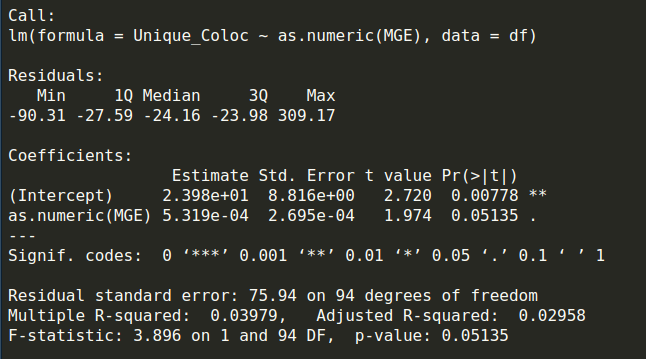 Call:
lm(formula = Unique_Coloc ~ as.numeric(MGE), data = df)
Residuals:
   Min     1Q Median     3Q    Max
-90.31 -27.59 -24.16 -23.98 309.17
Coefficients:
                 Estimate Std. Error t value Pr(>|t|)
(Intercept)     2.398e+01  8.816e+00   2.720  0.00778 **
as.numeric(MGE) 5.319e-04  2.695e-04   1.974  0.05135 .
---
Signif. codes:  0 ‘***’ 0.001 ‘**’ 0.01 ‘*’ 0.05 ‘.’ 0.1 ‘ ’ 1
Residual standard error: 75.94 on 94 degrees of freedom
Multiple R-squared:  0.03979,   Adjusted R-squared:  0.02958
F-statistic: 3.896 on 1 and 94 DF,  p-value: 0.05135